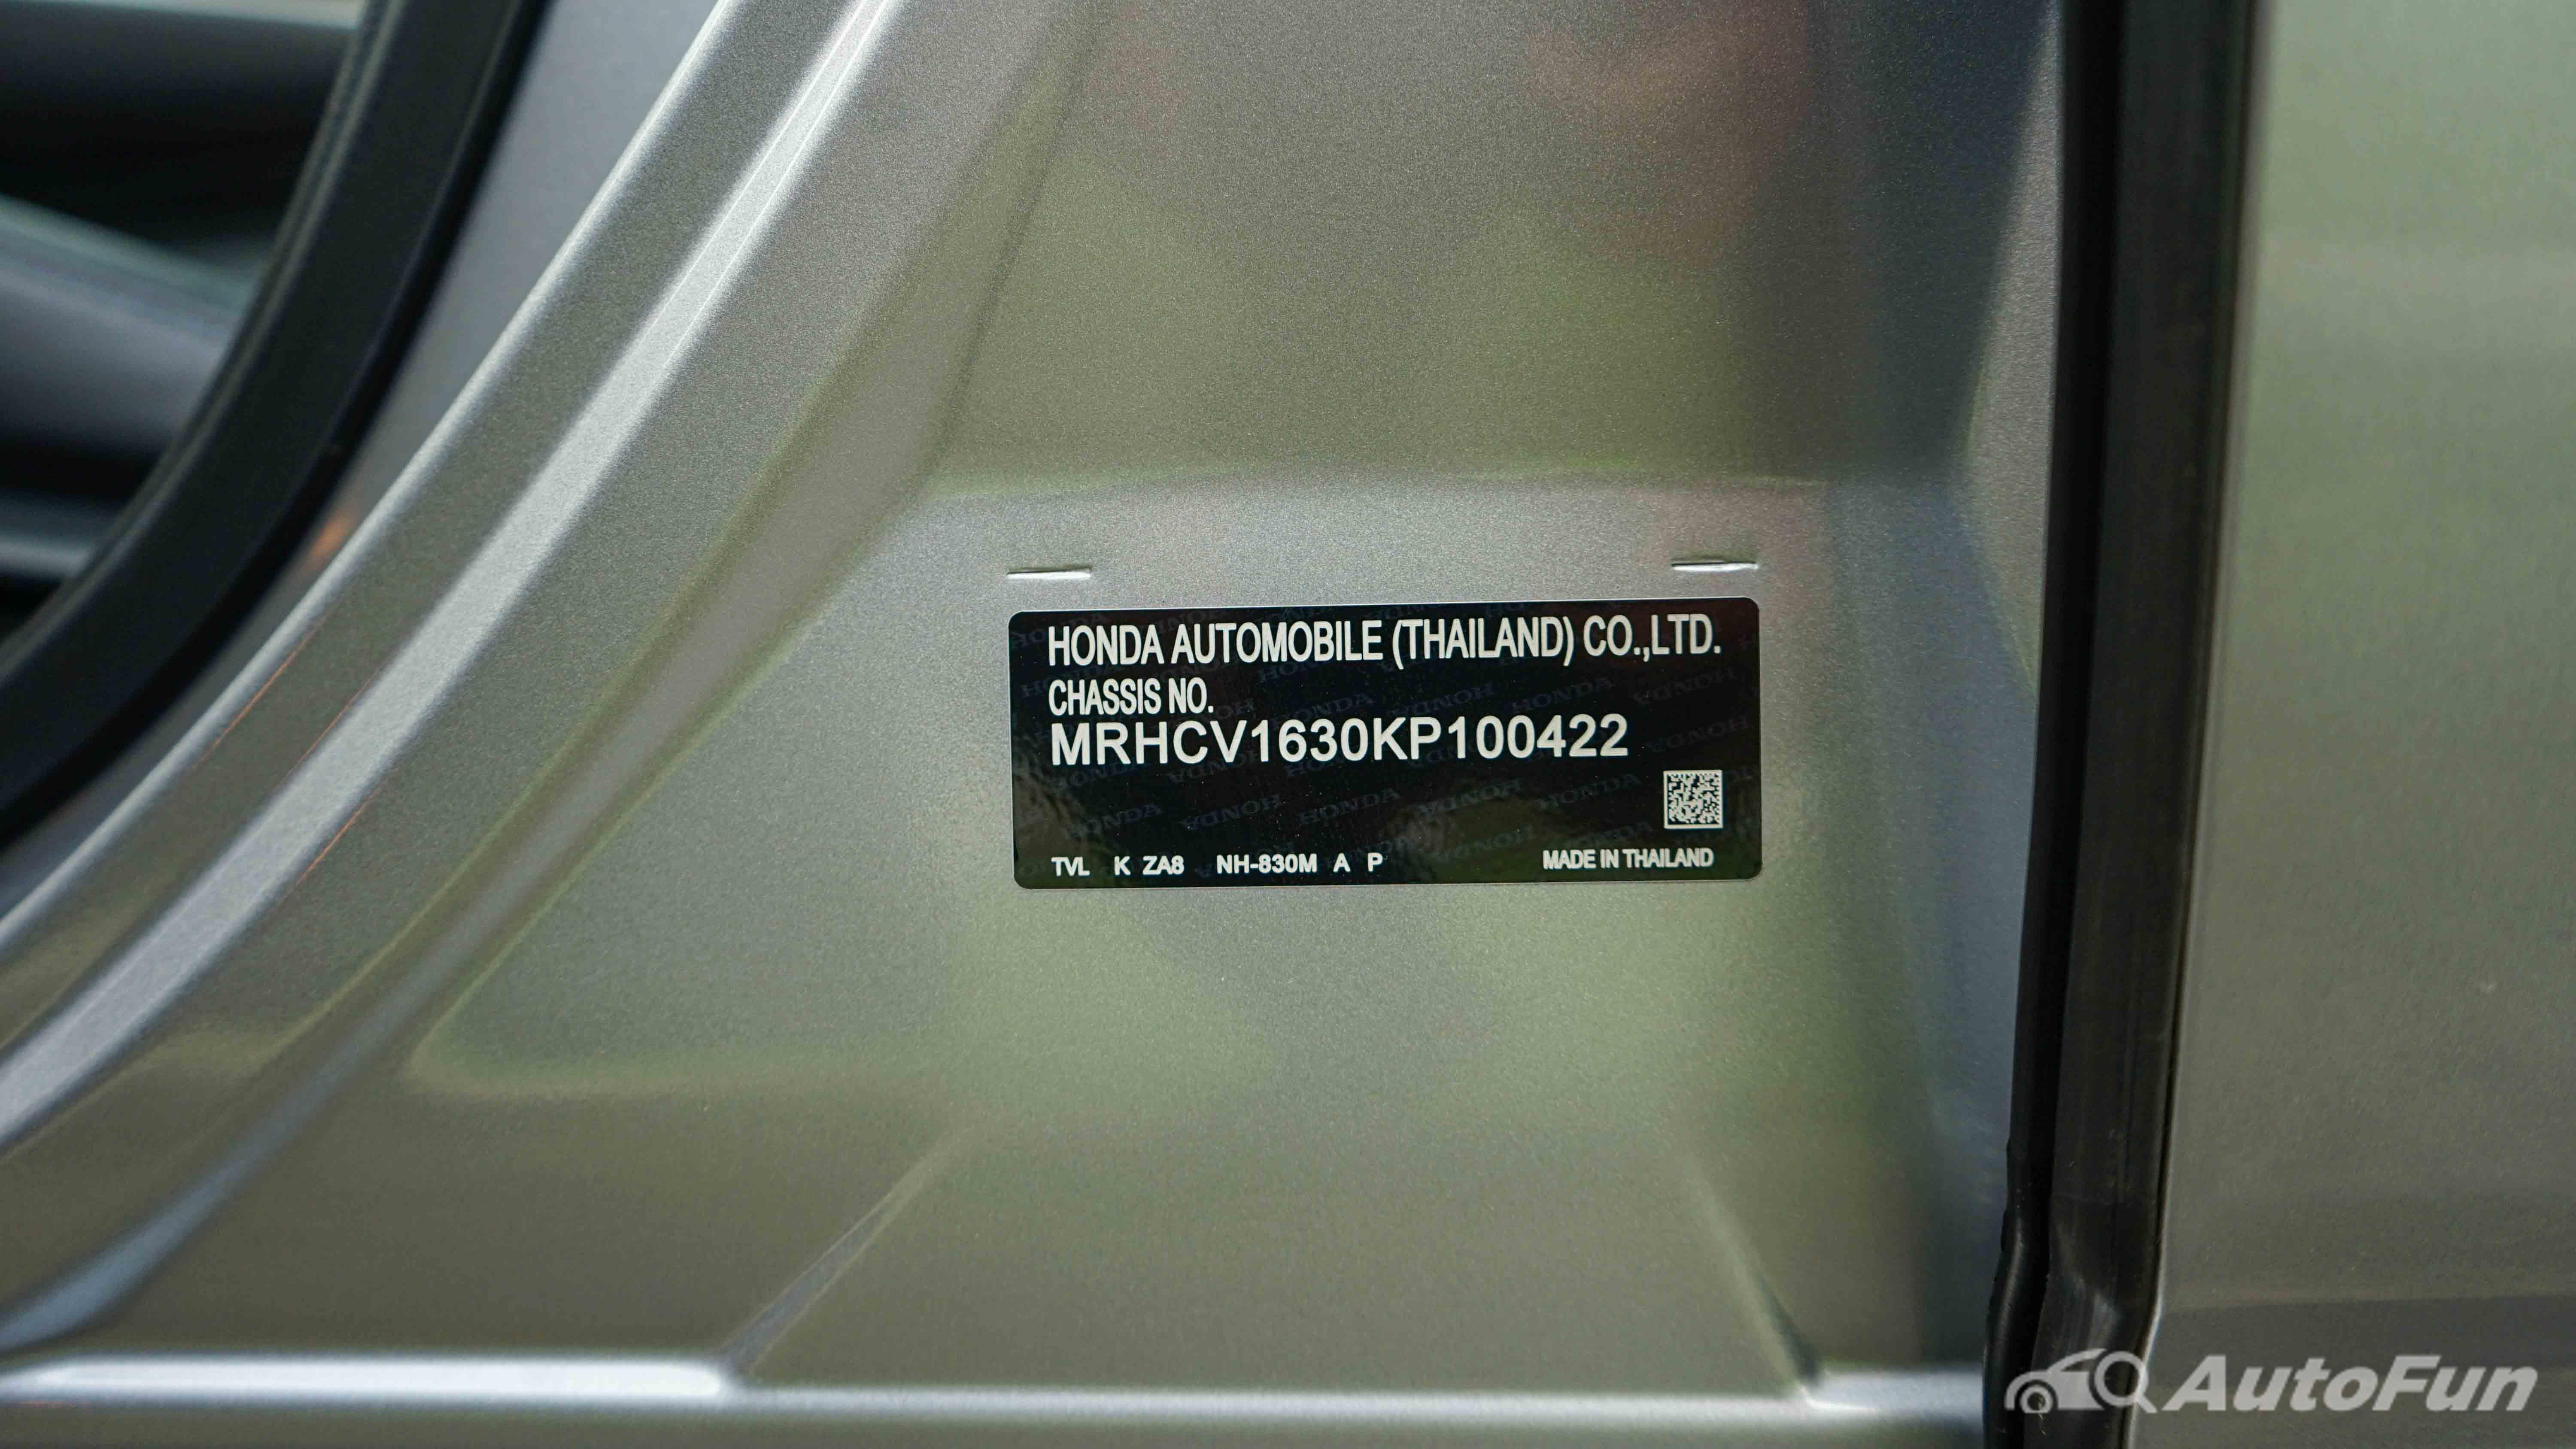 HONDA AUTOMOBILE (THAILAND) CO.,LTD.
CHASSIS NO.
MRHCV1630KP100422
TVL K ZA8 NH-830M A P MADE IN THAILAND
AutoFun